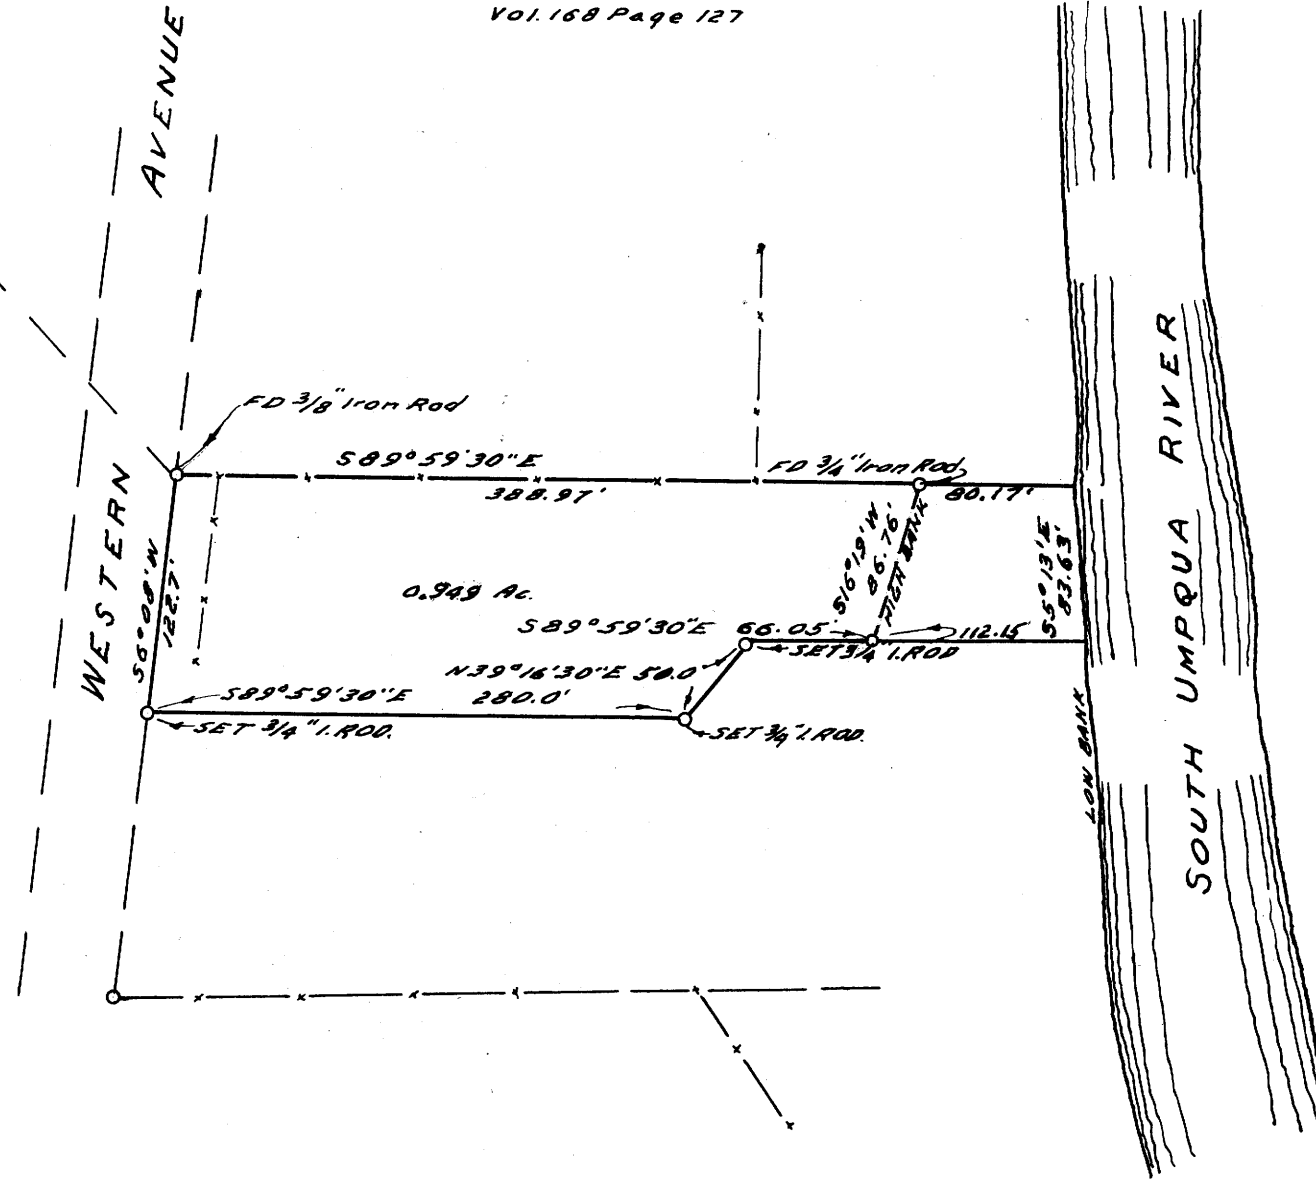 Vol. 168 Page 127
WESTERN AVENUE
FD 3/8" Iron Rod
S89°59'30"E
388.97'
FD 3/4" Iron Rod
80.17'
S6°08'W
122.7'
0.949 Ac.
S16°19'W
86.76'
HIGH BANK
S5°13'E
83.63'
S89°59'30"E 66.05'
112.15'
SET 3/4 I. ROD
N39°16'30"E 50.0'
S89°59'30"E 280.0'
SET 3/4" I. ROD.
SET 3/4" I. ROD.
LOW BANK
SOUTH UMPQUA RIVER